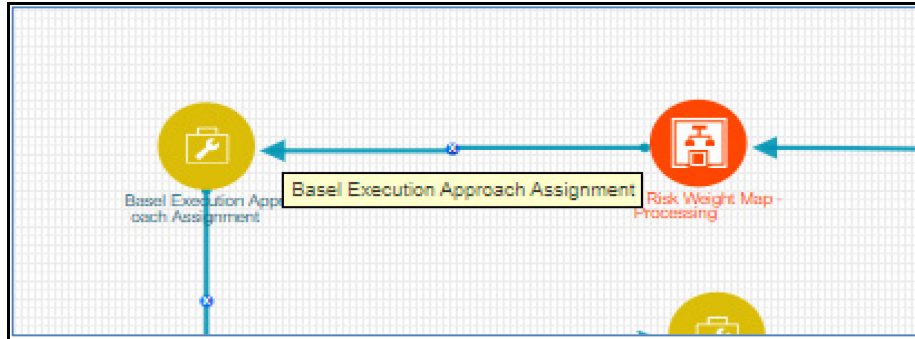 Basel Execution Appr
oach Assignment
Basel Execution Approach Assignment
Risk Weight Map -
Processing